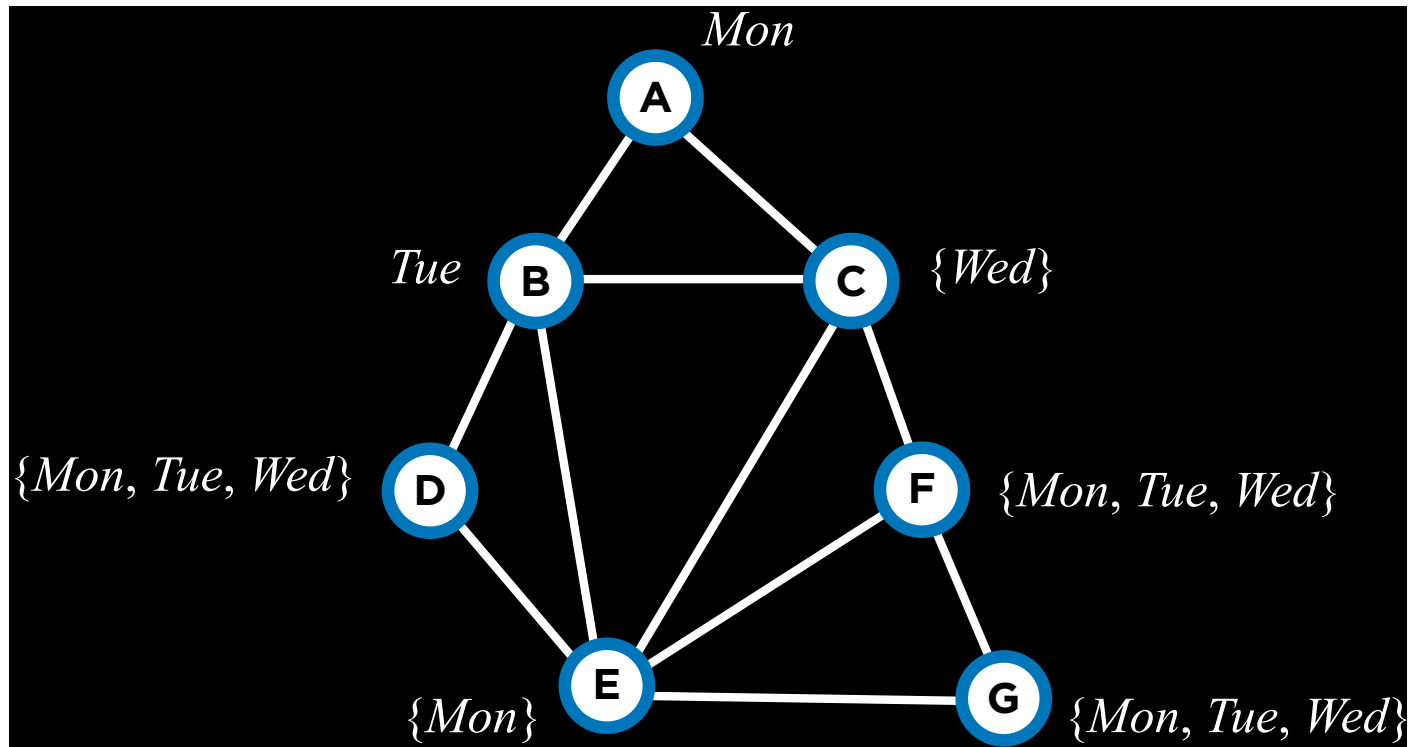 Mon
A
Tue
B
C
{Wed}
{Mon, Tue, Wed}
D
F
{Mon, Tue, Wed}
E
{Mon}
G
{Mon, Tue, Wed}